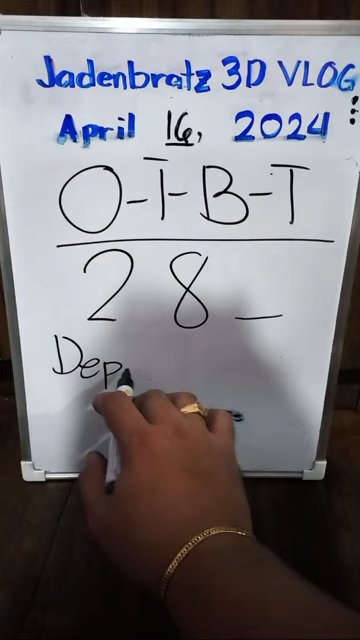 Jadenbratz 3D VLOG
April 16, 2024
O-T-B-T
2 8 _
Dep